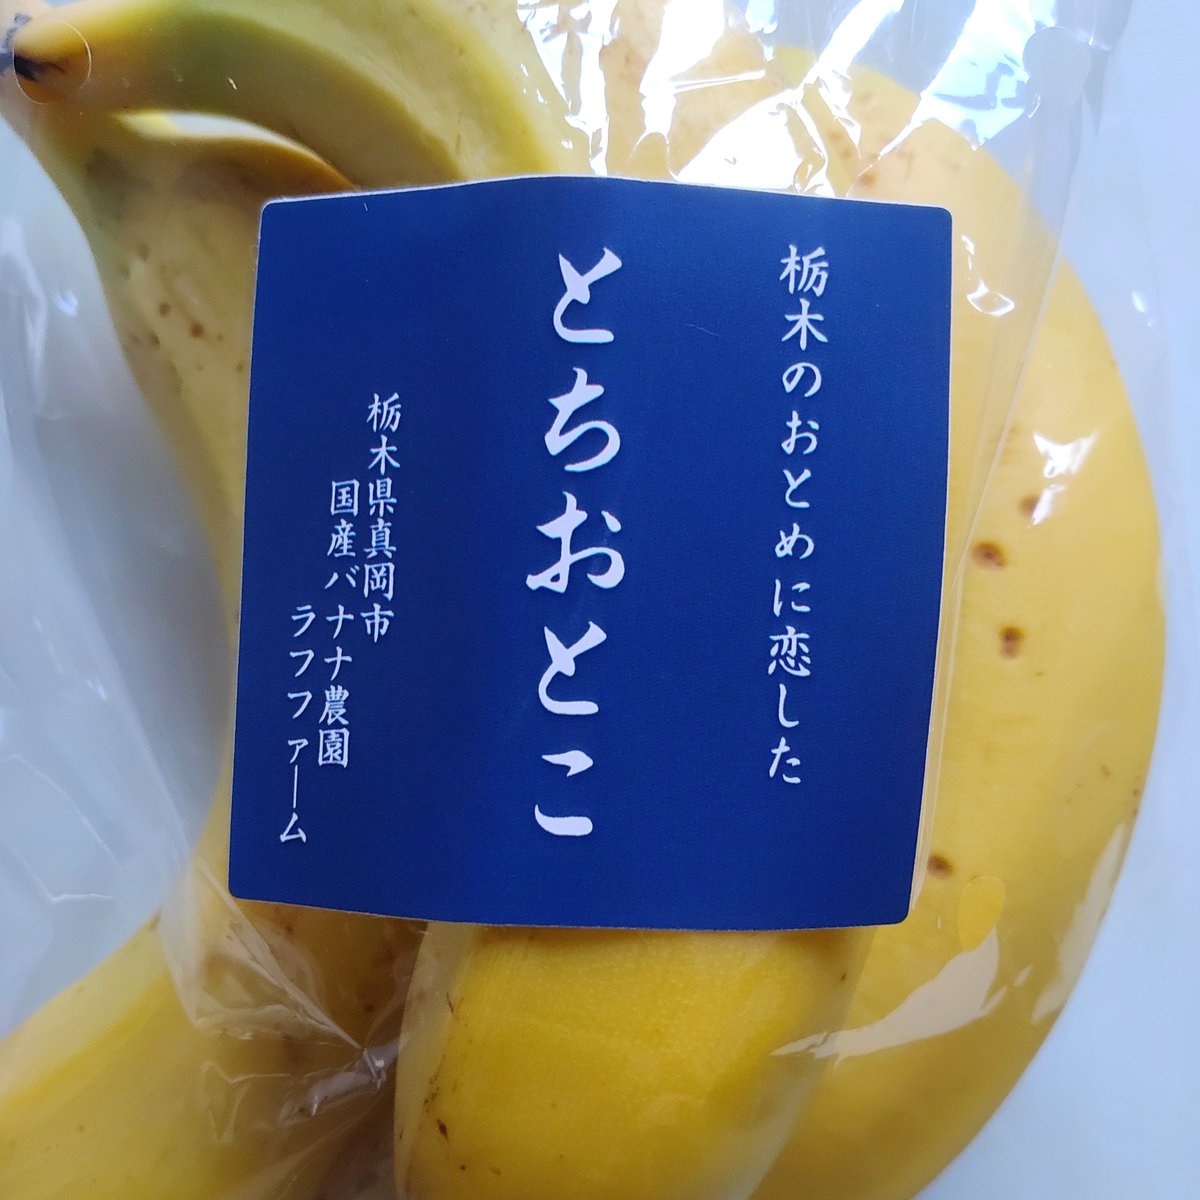 栃木のおとめに恋した
とちおとこ
栃木県真岡市
国産バナナ農園
ラフファーム